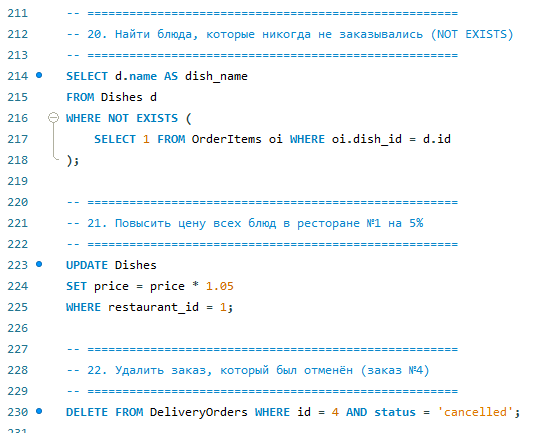 211 -- =====================================================
212 -- 20. Найти блюда, которые никогда не заказывались (NOT EXISTS)
213 -- =====================================================
214 SELECT d.name AS dish_name
215 FROM Dishes d
216 WHERE NOT EXISTS (
217 SELECT 1 FROM OrderItems oi WHERE oi.dish_id = d.id
218 );
219
220 -- =====================================================
221 -- 21. Повысить цену всех блюд в ресторане №1 на 5%
222 -- =====================================================
223 UPDATE Dishes
224 SET price = price * 1.05
225 WHERE restaurant_id = 1;
226
227 -- =====================================================
228 -- 22. Удалить заказ, который был отменён (заказ №4)
229 -- =====================================================
230 DELETE FROM DeliveryOrders WHERE id = 4 AND status = 'cancelled';